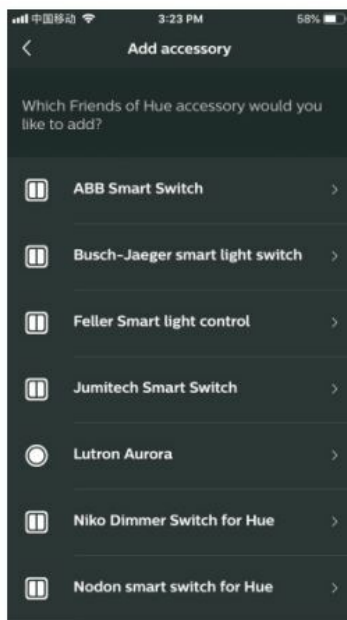 中国移动 3:23 PM 58%
Add accessory
Which Friends of Hue accessory would you
like to add?
ABB Smart Switch
Busch-Jaeger smart light switch
Feller Smart light control
Jumitech Smart Switch
Lutron Aurora
Niko Dimmer Switch for Hue
Nodon smart switch for Hue